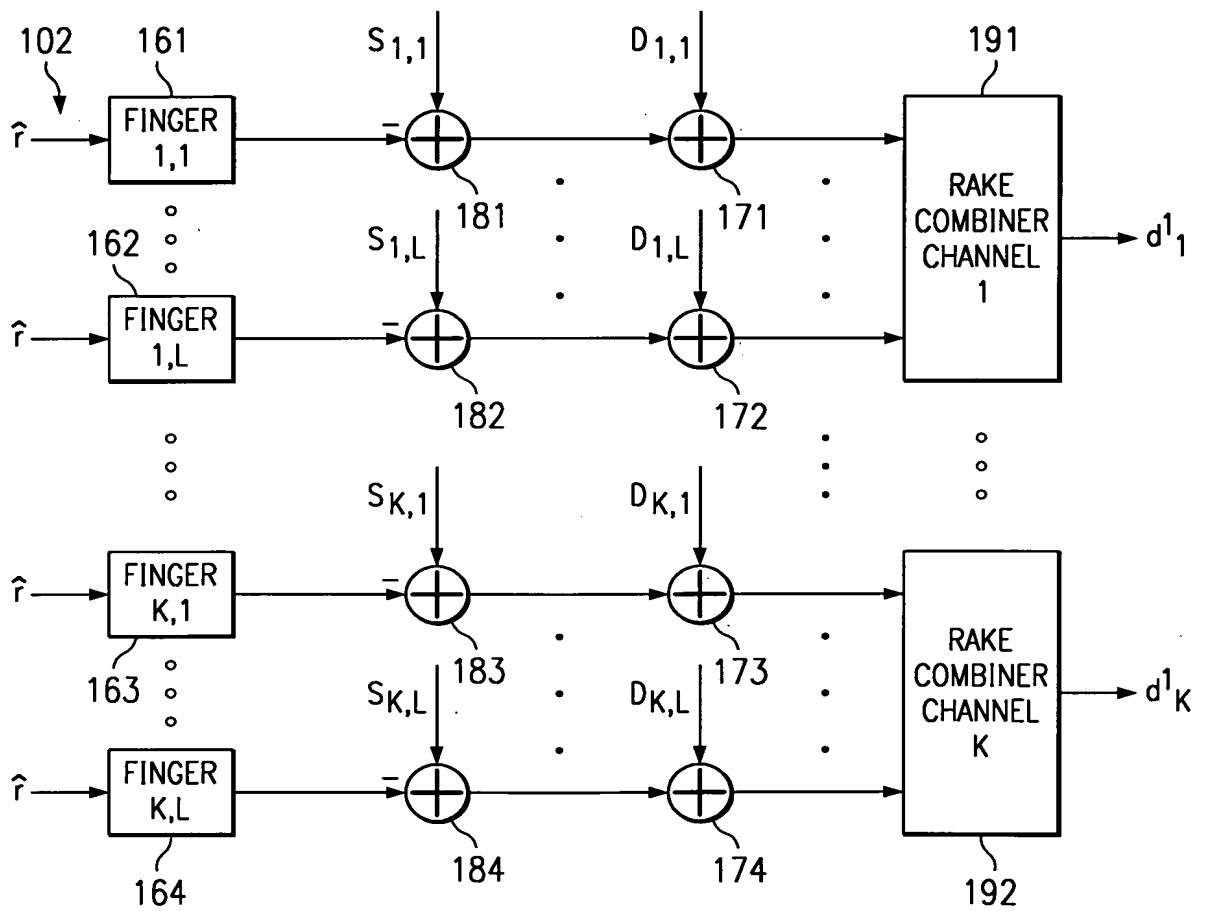 102
161
S1,1
D1,1
191
r̂
FINGER
1,1
−
181
171
RAKE
COMBINER
CHANNEL
1
d¹1
162
S1,L
D1,L
r̂
FINGER
1,L
−
182
172
SK,1
DK,1
r̂
FINGER
K,1
−
163
183
173
RAKE
COMBINER
CHANNEL
K
d¹K
SK,L
DK,L
r̂
FINGER
K,L
−
164
184
174
192